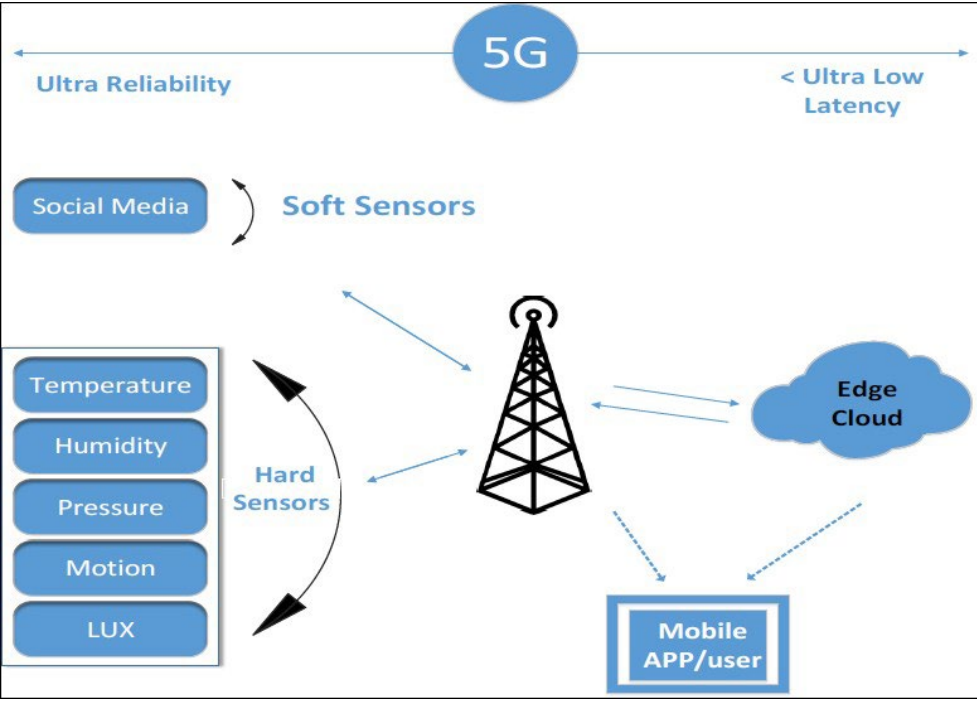 5G
Ultra Reliability
< Ultra Low
Latency
Social Media
Soft Sensors
Temperature
Humidity
Pressure
Motion
LUX
Hard
Sensors
Edge
Cloud
Mobile
APP/user